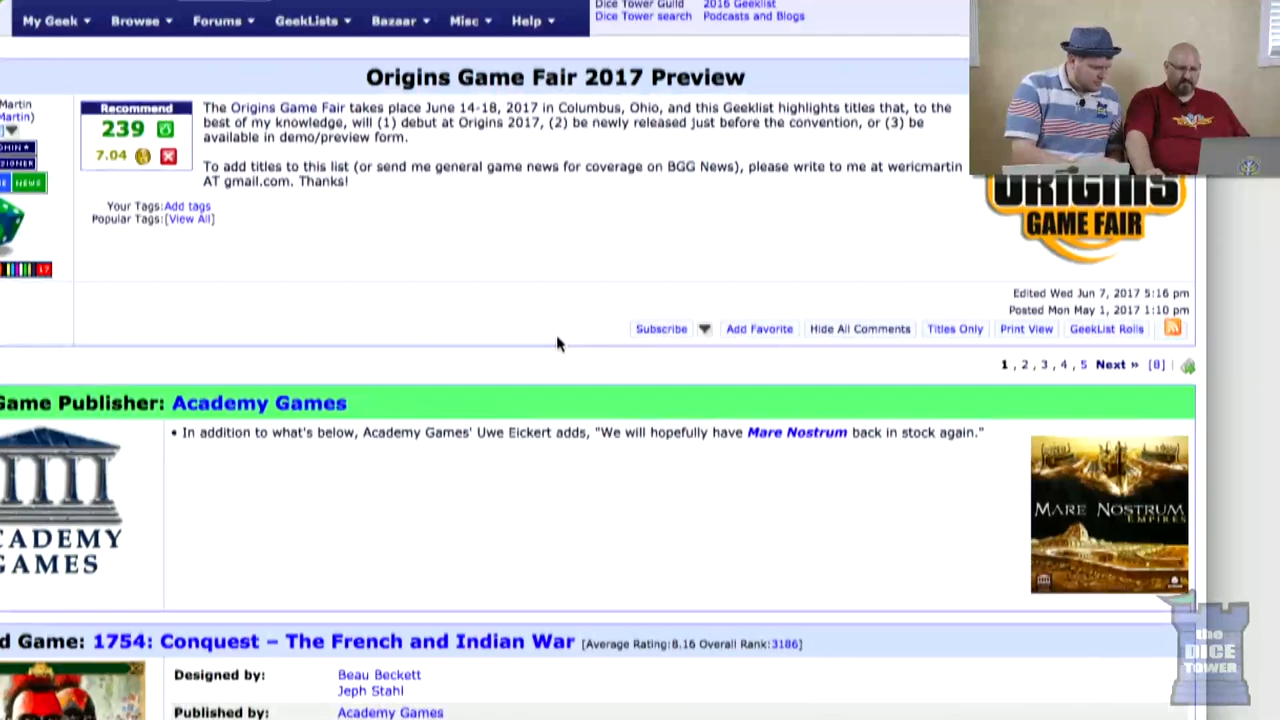 My Geek Browse Forums GeekLists Bazaar Misc Help
Dice Tower Guild 2016 Geeklist
Dice Tower search Podcasts and Blogs
Origins Game Fair 2017 Preview
Martin
Martin)
Recommend
239
7.04
The Origins Game Fair takes place June 14-18, 2017 in Columbus, Ohio, and this Geeklist highlights titles that, to the
best of my knowledge, will (1) debut at Origins 2017, (2) be newly released just before the convention, or (3) be
available in demo/preview form.
To add titles to this list (or send me general game news for coverage on BGG News), please write to me at wericmartin
AT gmail.com. Thanks!
NEWS
17
Your Tags:Add tags
Popular Tags:[View All]
ORIGINS
GAME FAIR
Edited Wed Jun 7, 2017 5:16 pm
Posted Mon May 1, 2017 1:10 pm
Subscribe Add Favorite Hide All Comments Titles Only Print View GeekList Rolls
1 , 2 , 3 , 4 , 5 Next » [8]
Game Publisher: Academy Games
• In addition to what's below, Academy Games' Uwe Eickert adds, "We will hopefully have Mare Nostrum back in stock again."
CADEMY
GAMES
MARE NOSTRUM
EMPIRES
d Game: 1754: Conquest – The French and Indian War [Average Rating:8.16 Overall Rank:3186]
Designed by: Beau Beckett
Jeph Stahl
Published by: Academy Games
the
DICE
TOWER